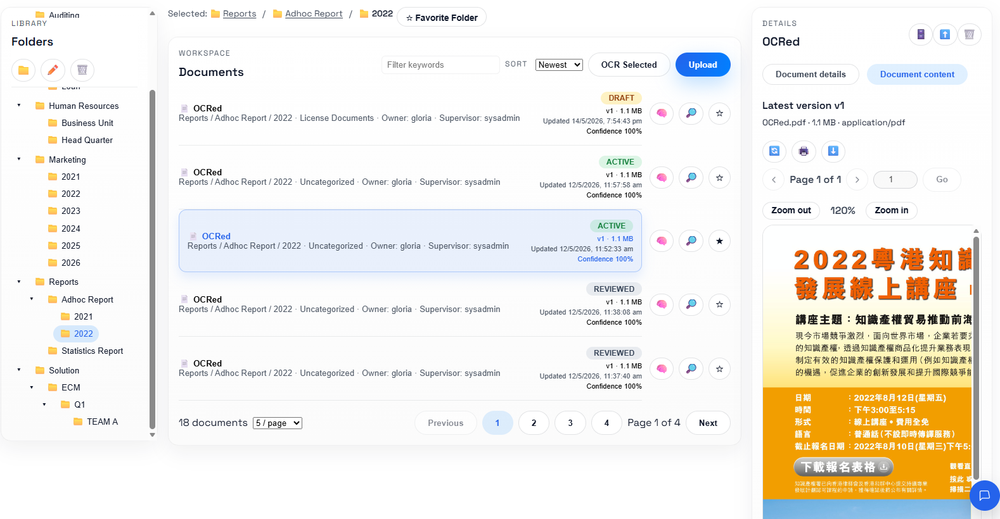 Auditing
LIBRARY
Folders
Loan
Human Resources
Business Unit
Head Quarter
Marketing
2021
2022
2023
2024
2025
2026
Reports
Adhoc Report
2021
2022
Statistics Report
Solution
ECM
Q1
TEAM A
Selected: Reports / Adhoc Report / 2022 ☆ Favorite Folder
WORKSPACE
Documents
Filter keywords
SORT
Newest
OCR Selected
Upload
DRAFT
OCRed
v1 · 1.1 MB
Reports / Adhoc Report / 2022 · License Documents · Owner: gloria · Supervisor: sysadmin
Updated 14/5/2026, 7:54:43 pm
Confidence 100%
ACTIVE
OCRed
v1 · 1.1 MB
Reports / Adhoc Report / 2022 · Uncategorized · Owner: gloria · Supervisor: sysadmin
Updated 12/5/2026, 11:57:58 am
Confidence 100%
ACTIVE
OCRed
v1 · 1.1 MB
Reports / Adhoc Report / 2022 · Uncategorized · Owner: gloria · Supervisor: sysadmin
Updated 12/5/2026, 11:52:33 am
Confidence 100%
REVIEWED
OCRed
v1 · 1.1 MB
Reports / Adhoc Report / 2022 · Uncategorized · Owner: gloria · Supervisor: sysadmin
Updated 12/5/2026, 11:38:08 am
Confidence 100%
REVIEWED
OCRed
v1 · 1.1 MB
Reports / Adhoc Report / 2022 · Uncategorized · Owner: gloria · Supervisor: sysadmin
Updated 12/5/2026, 11:37:40 am
Confidence 100%
18 documents 5 / page
Previous 1 2 3 4 Page 1 of 4 Next
DETAILS
OCRed
Document details
Document content
Latest version v1
OCRed.pdf · 1.1 MB · application/pdf
Page 1 of 1 1 Go
Zoom out 120% Zoom in
2022粵港知識
發展線上講座
講座主題：知識產權貿易推動前海
現今市場競爭激烈，面向世界市場，企業若要
的知識產權，透過知識產權商品化提升業務表現
制定有效的知識產權保護和運用（例如知識產權
的機遇，促進企業的創新發展和提升國際競爭能
日期：2022年8月12日(星期五)
時間：下午3:00至5:15
形式：線上講座 • 費用全免
語言：普通話（不設即時傳譯服務）
截止報名日期：2022年8月10日(星期三)下午5:
下載報名表格
觀看直
按此 或
掃描二